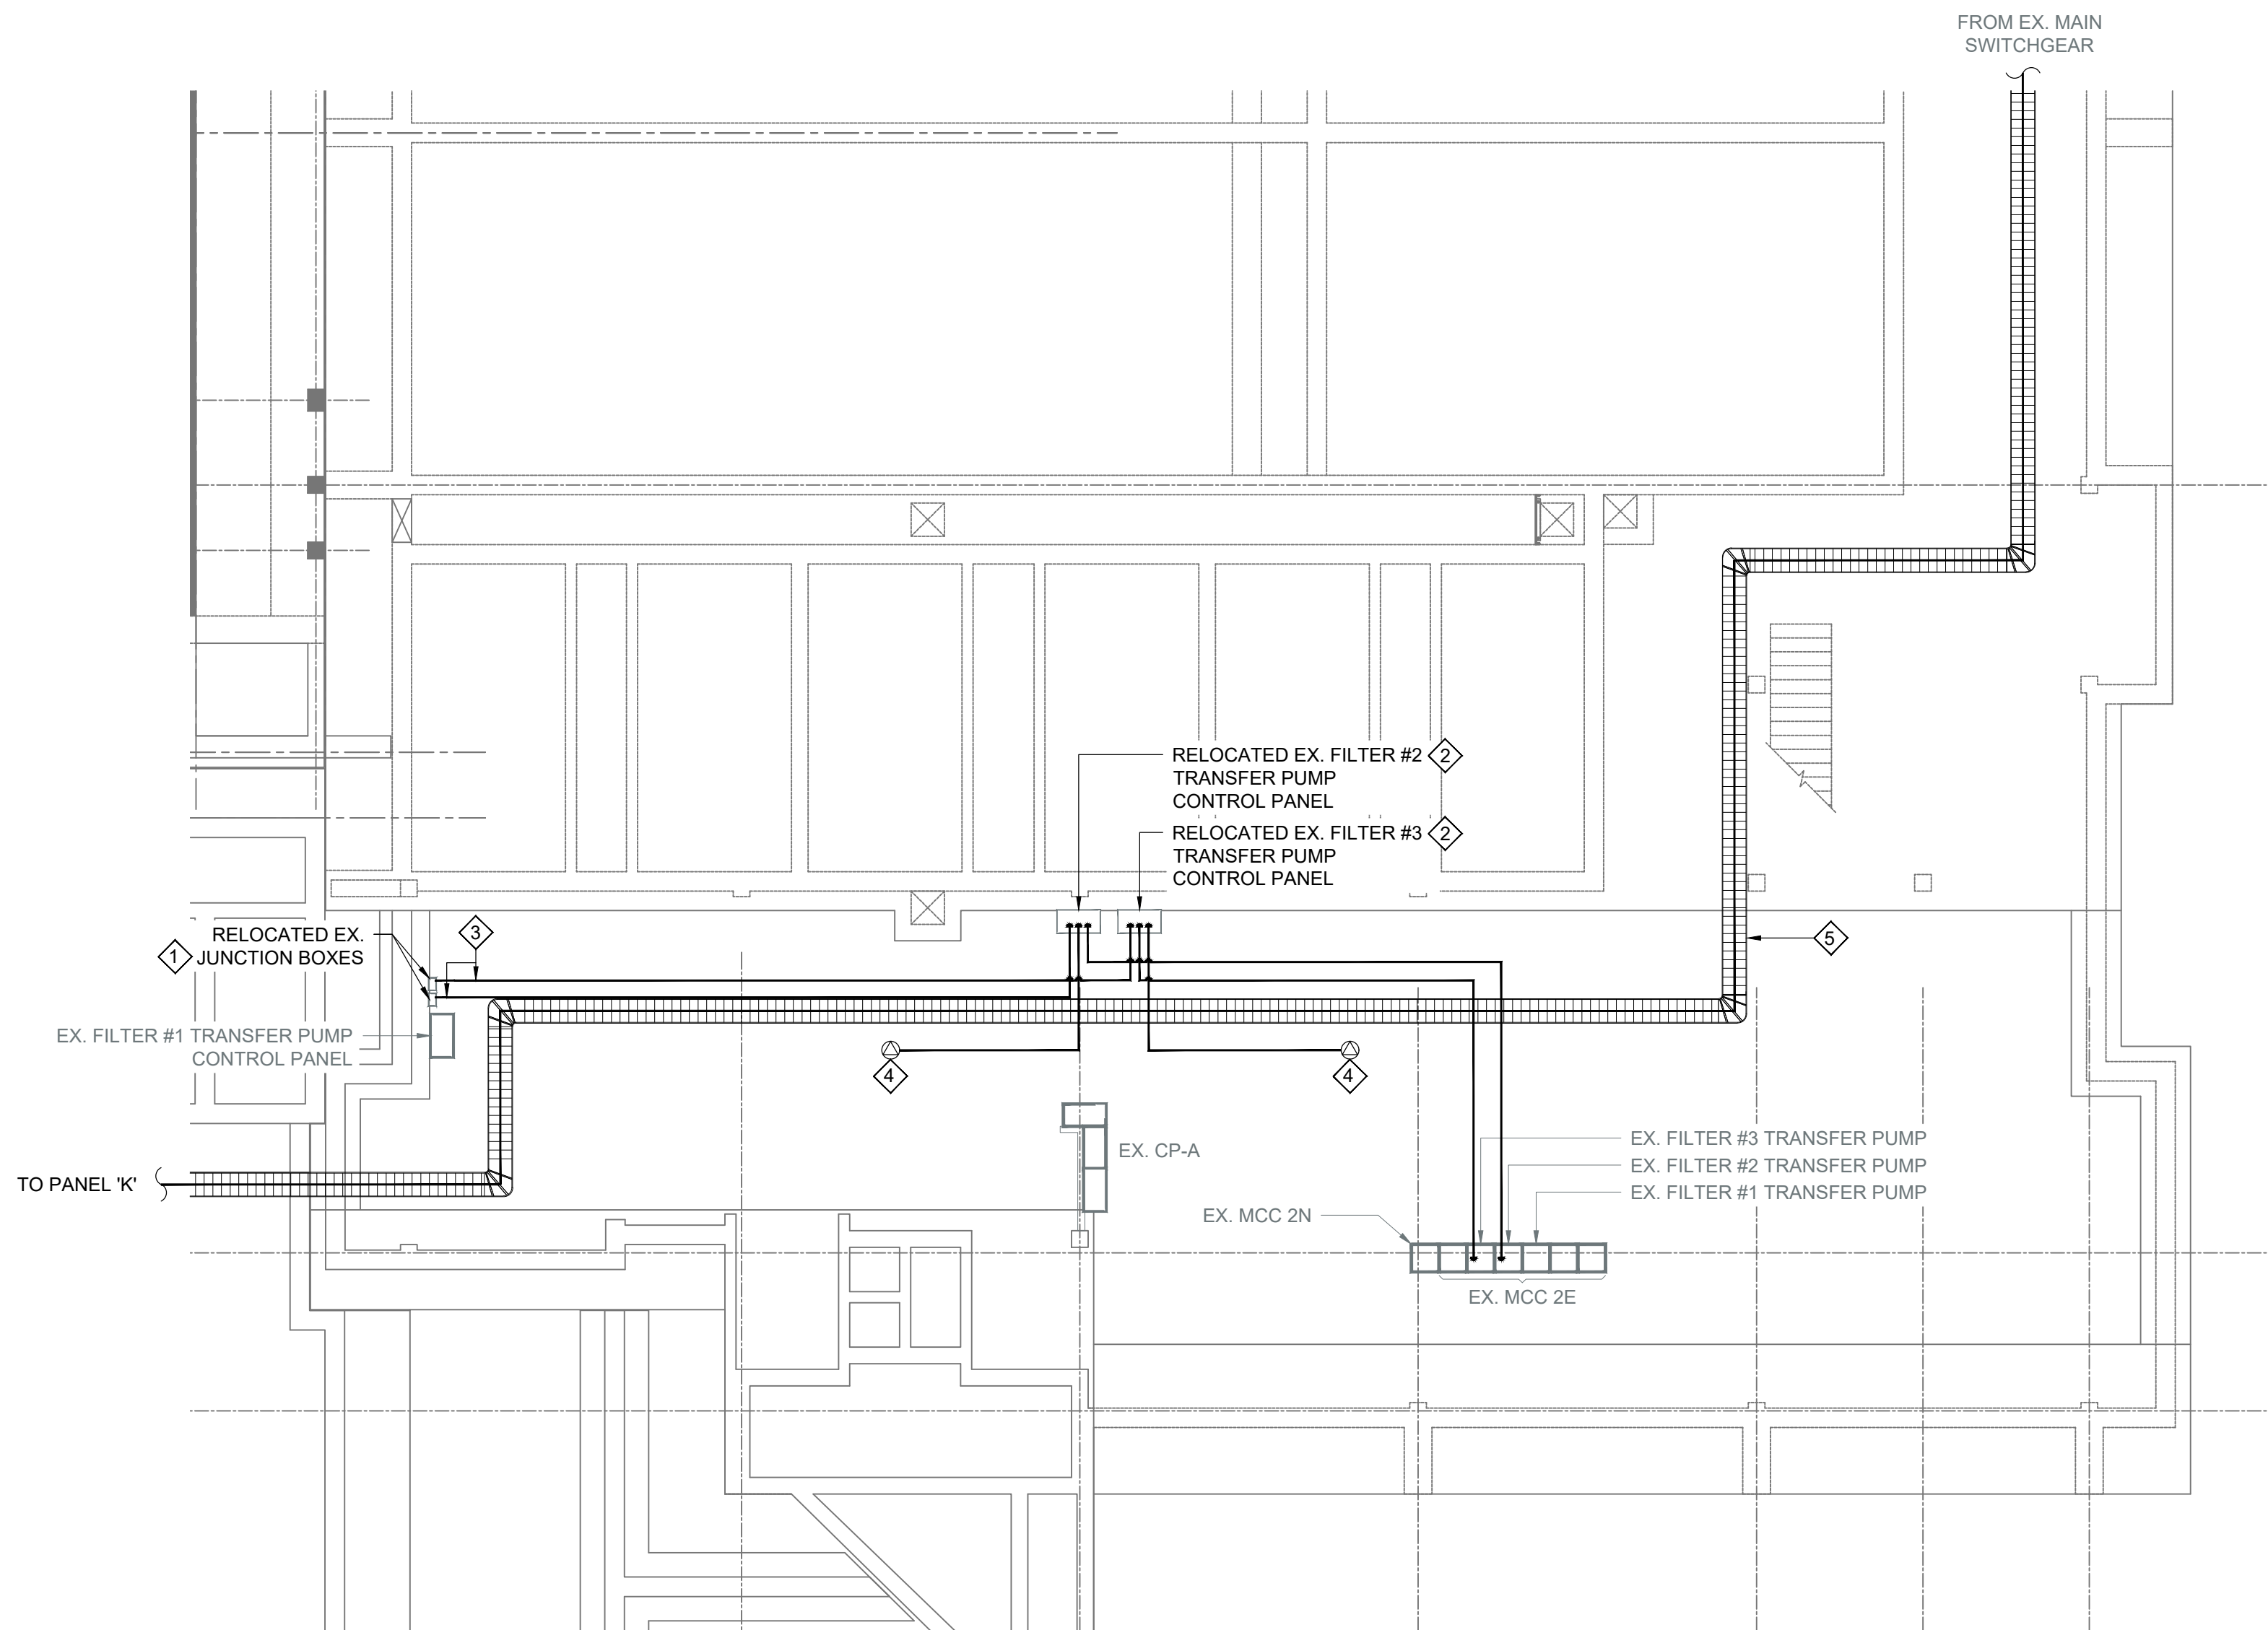 FROM EX. MAIN
SWITCHGEAR
RELOCATED EX. FILTER #2 2
TRANSFER PUMP
CONTROL PANEL
RELOCATED EX. FILTER #3 2
TRANSFER PUMP
CONTROL PANEL
RELOCATED EX.
1 JUNCTION BOXES
3
5
EX. FILTER #1 TRANSFER PUMP
CONTROL PANEL
4
4
EX. CP-A
EX. FILTER #3 TRANSFER PUMP
EX. FILTER #2 TRANSFER PUMP
EX. FILTER #1 TRANSFER PUMP
TO PANEL 'K'
EX. MCC 2N
EX. MCC 2E